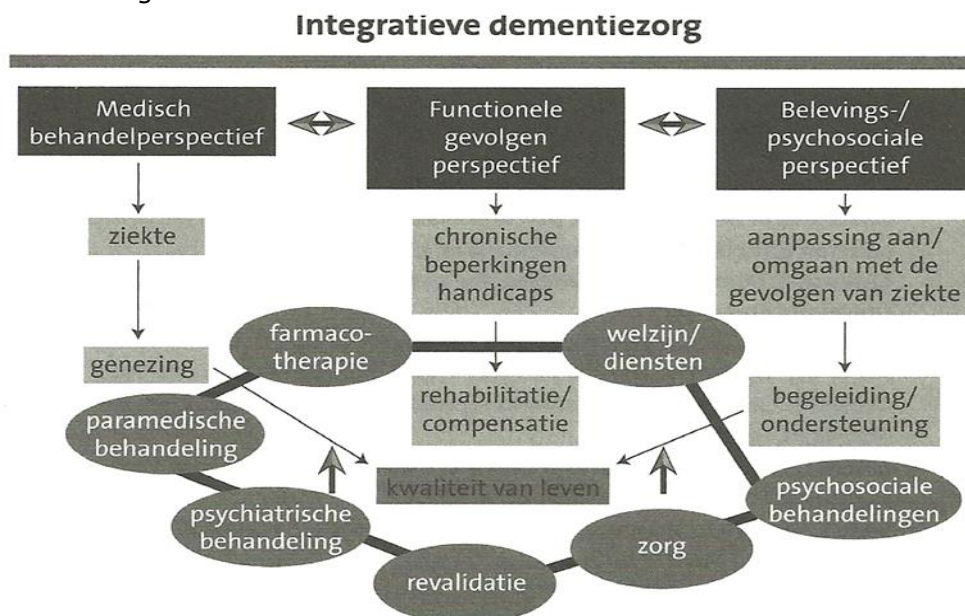 Integratieve dementiezorg
Medisch
behandelperspectief
Functionele
gevolgen
perspectief
Belevings-/
psychosociale
perspectief
ziekte
chronische
beperkingen
handicaps
aanpassing aan/
omgaan met de
gevolgen van ziekte
farmaco-
therapie
welzijn/
diensten
genezing
rehabilitatie/
compensatie
begeleiding/
ondersteuning
paramedische
behandeling
kwaliteit van leven
psychosociale
behandelingen
psychiatrische
behandeling
zorg
revalidatie